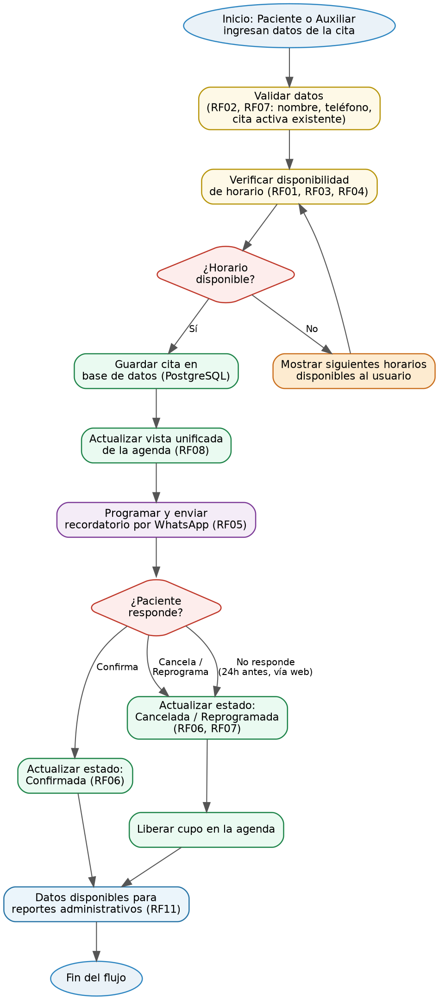 Inicio: Paciente o Auxiliar
ingresan datos de la cita
Validar datos
(RF02, RF07: nombre, teléfono,
cita activa existente)
Verificar disponibilidad
de horario (RF01, RF03, RF04)
¿Horario
disponible?
Sí
No
Guardar cita en
base de datos (PostgreSQL)
Mostrar siguientes horarios
disponibles al usuario
Actualizar vista unificada
de la agenda (RF08)
Programar y enviar
recordatorio por WhatsApp (RF05)
¿Paciente
responde?
Confirma
Cancela /
Reprograma
No responde
(24h antes, vía web)
Actualizar estado:
Cancelada / Reprogramada
(RF06, RF07)
Actualizar estado:
Confirmada (RF06)
Liberar cupo en la agenda
Datos disponibles para
reportes administrativos (RF11)
Fin del flujo